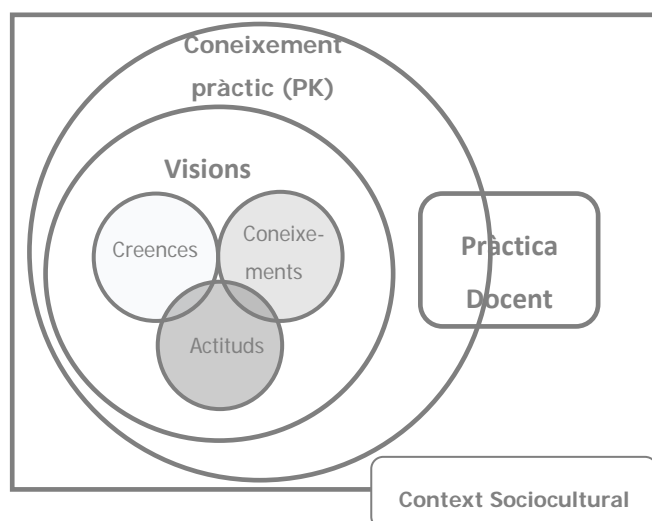 Coneixement
pràctic (PK)
Visions
Creences
Coneixe-
ments
Actituds
Pràctica
Docent
Context Sociocultural